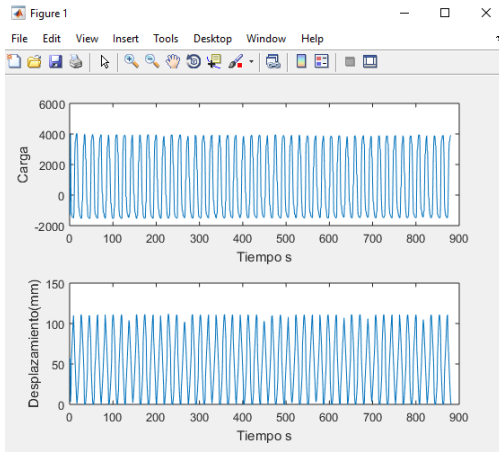 Figure 1
File Edit View Insert Tools Desktop Window Help
6000
4000
2000
0
-2000
Carga
0 100 200 300 400 500 600 700 800 900
Tiempo s
150
100
50
0
Desplazamiento(mm)
0 100 200 300 400 500 600 700 800 900
Tiempo s